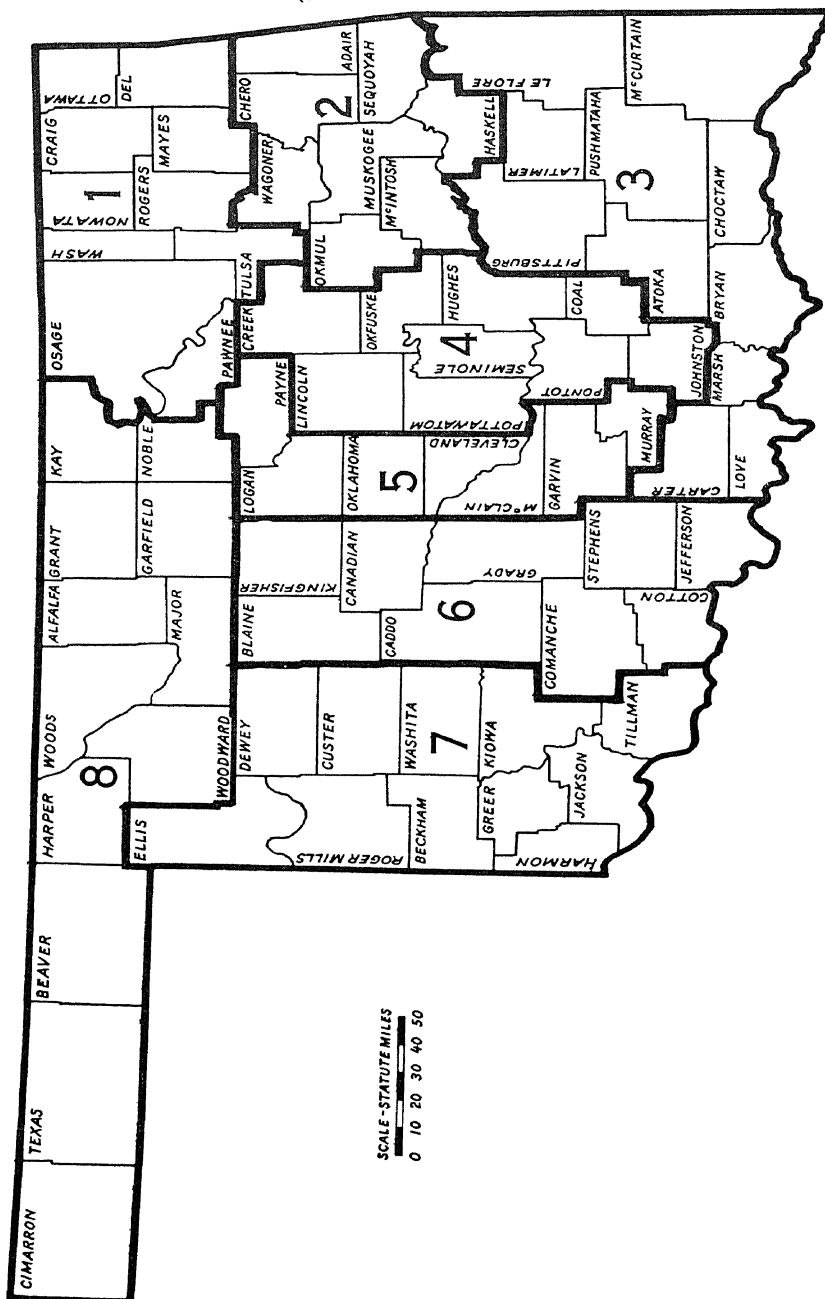 CIMARRON
TEXAS
BEAVER
HARPER
WOODS
ALFALFA
GRANT
KAY
OSAGE
WASH
NOWATA
CRAIG
OTTAWA
8
1
ROGERS
DEL
MAYES
MAJOR
GARFIELD
NOBLE
PAWNEE
ELLIS
WOODWARD
DEWEY
BLAINE
KINGFISHER
LOGAN
PAYNE
CREEK
TULSA
WAGONER
CHERO
ADAIR
2
CUSTER
CANADIAN
OKLAHOMA
LINCOLN
OKFUSKE
OKMUL
MUSKOGEE
SEQUOYAH
MCINTOSH
ROGER MILLS
BECKHAM
WASHITA
CADDO
5
CLEVELAND
POTTAWATOM
SEMINOLE
4
HUGHES
HASKELL
LE FLORE
7
6
GRADY
MCCLAIN
GREER
KIOWA
HARMON
JACKSON
COMANCHE
GARVIN
PONTOT
COAL
PITTSBURG
LATIMER
PUSHMATAHA
3
MCCURTAIN
TILLMAN
COTTON
STEPHENS
JEFFERSON
MURRAY
CARTER
LOVE
JOHNSTON
MARSH
ATOKA
BRYAN
CHOCTAW
SCALE-STATUTE MILES
0 10 20 30 40 50